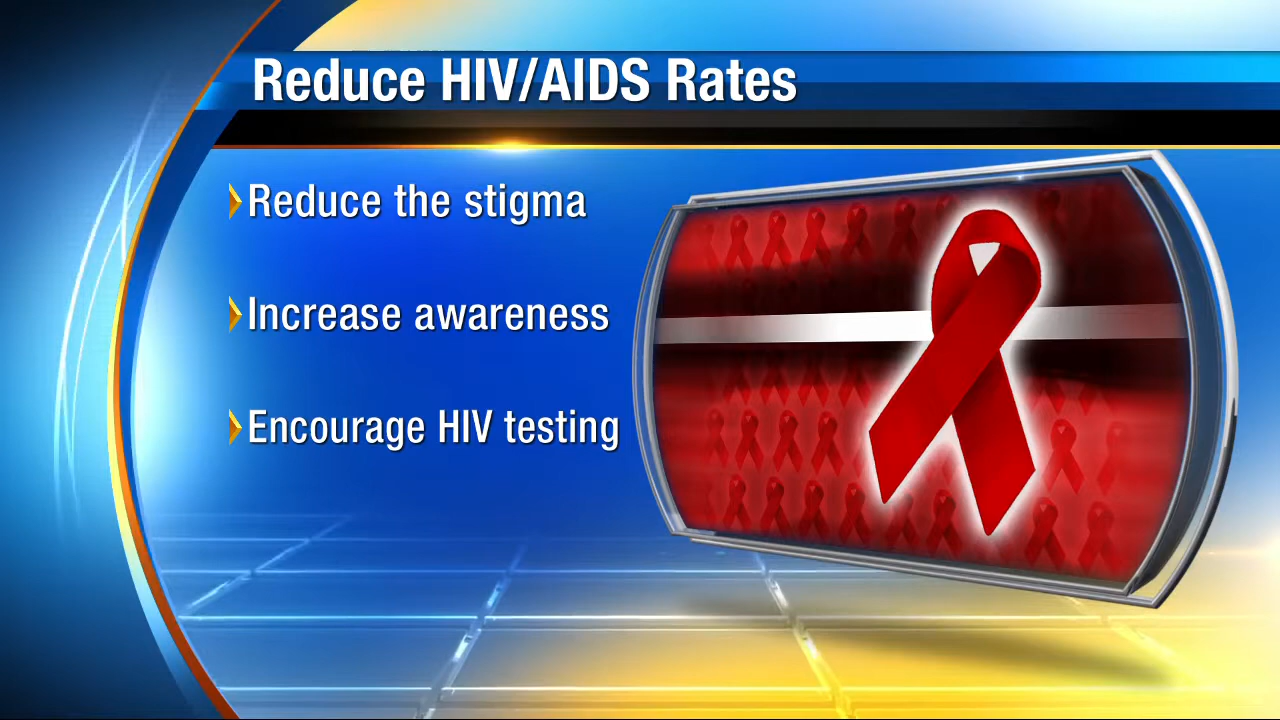 Reduce HIV/AIDS Rates
Reduce the stigma
Increase awareness
Encourage HIV testing